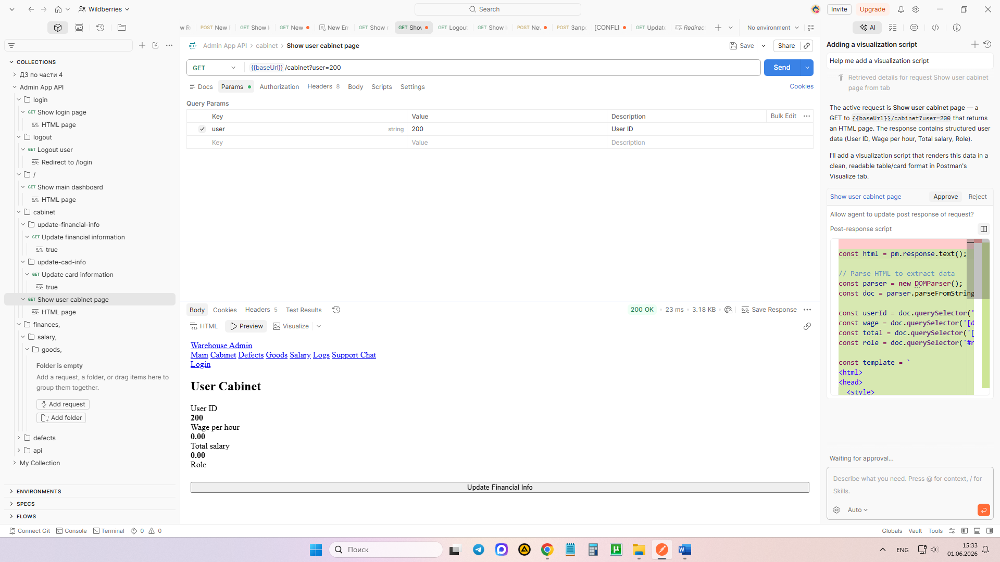 Wildberries
Search
Invite
Upgrade
POST New
GET Show
GET New
New En
GET Show
GET Show
GET Logout
GET Show
POST New
POST Запр
[CONFLI
GET Update
Redirec
No environment
AI
Admin App API > cabinet > Show user cabinet page
Save
Share
GET
{{baseUrl}} /cabinet?user=200
Send
Docs
Params
Authorization
Headers 8
Body
Scripts
Settings
Cookies
Query Params
Key
Value
Description
Bulk Edit
user
string
200
User ID
Key
Value
Description
COLLECTIONS
ДЗ по части 4
Admin App API
login
GET Show login page
HTML page
logout
GET Logout user
Redirect to /login
/
GET Show main dashboard
HTML page
cabinet
update-financial-info
GET Update financial information
true
update-cad-info
GET Update card information
true
GET Show user cabinet page
HTML page
finances,
salary,
goods,
Folder is empty
Add a request, a folder, or drag items here to
group them together.
Add request
Add folder
defects
api
My Collection
ENVIRONMENTS
SPECS
FLOWS
Body
Cookies
Headers 5
Test Results
200 OK
23 ms
3.18 KB
Save Response
HTML
Preview
Visualize
Warehouse Admin
Main Cabinet Defects Goods Salary Logs Support Chat
Login
User Cabinet
User ID
200
Wage per hour
0.00
Total salary
0.00
Role
Update Financial Info
Adding a visualization script
Help me add a visualization script
Retrieved details for request Show user cabinet
page from tab
The active request is Show user cabinet page — a
GET to {{baseUrl}}/cabinet?user=200 that returns
an HTML page. The response contains structured user
data (User ID, Wage per hour, Total salary, Role).
I'll add a visualization script that renders this data in a
clean, readable table/card format in Postman's
Visualize tab.
Show user cabinet page
Approve
Reject
Allow agent to update post response of request?
Post-response script
const html = pm.response.text();
// Parse HTML to extract data
const parser = new DOMParser();
const doc = parser.parseFromString
const userId = doc.querySelector('
const wage = doc.querySelector('[d
const total = doc.querySelector('[
const role = doc.querySelector('#r
const template = `
<html>
<head>
<style>
Waiting for approval...
Describe what you need. Press @ for context, / for
Skills.
Auto
Connect Git
Console
Terminal
0
0
Globals
Vault
Tools
Поиск
ENG
15:33
01.06.2026